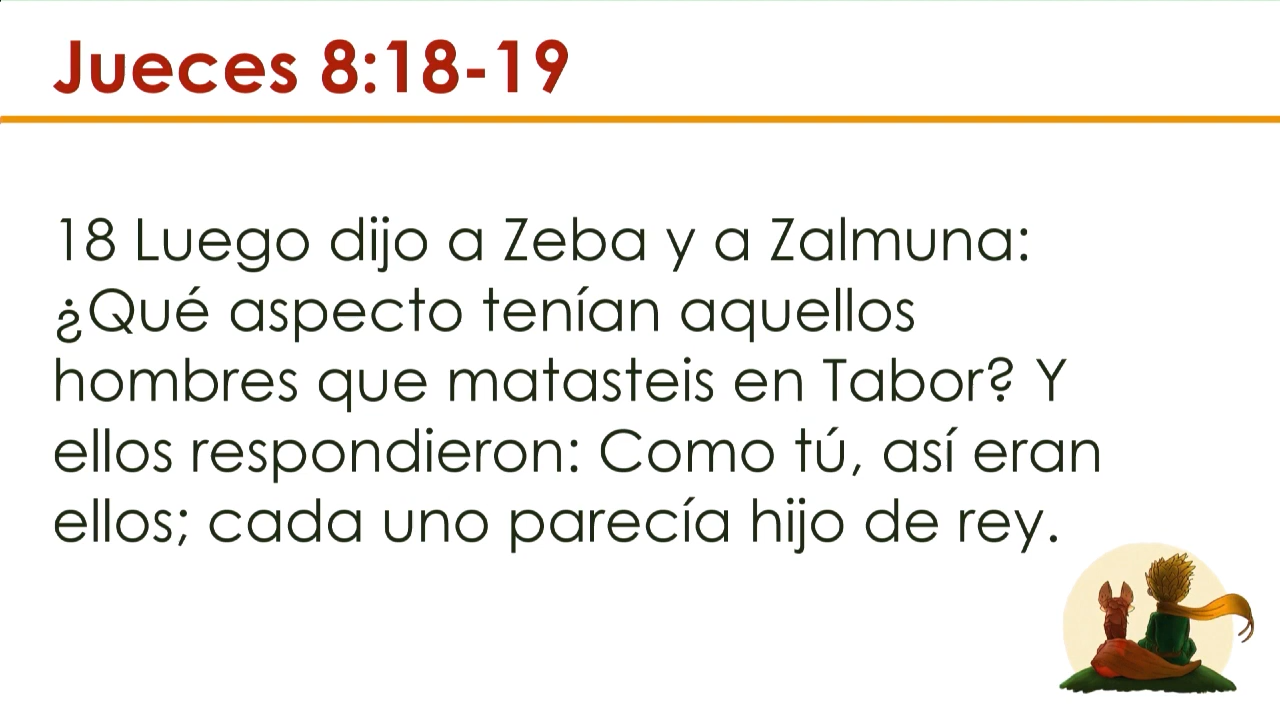 Jueces 8:18-19
18 Luego dijo a Zeba y a Zalmuna:
¿Qué aspecto tenían aquellos
hombres que matasteis en Tabor? Y
ellos respondieron: Como tú, así eran
ellos; cada uno parecía hijo de rey.